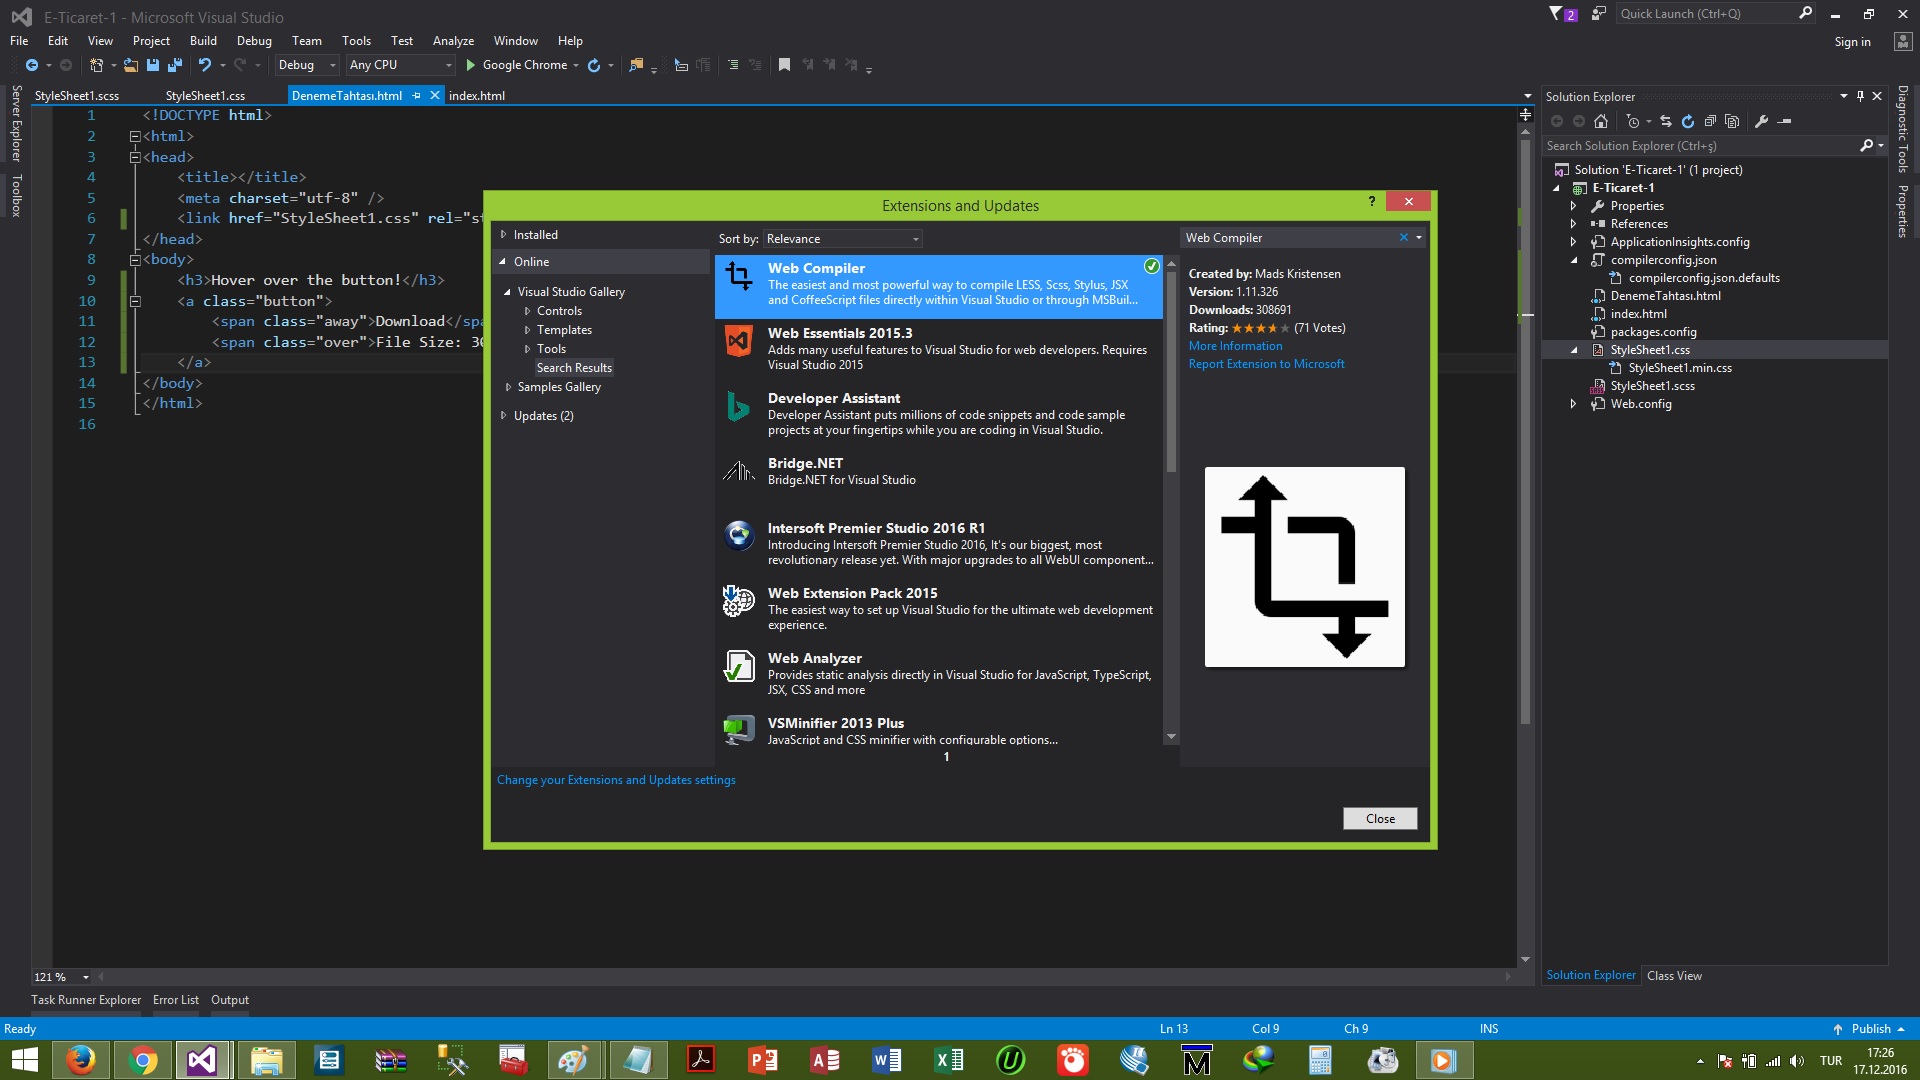 E-Ticaret-1 - Microsoft Visual Studio
2
Quick Launch (Ctrl+Q)
File Edit View Project Build Debug Team Tools Test Analyze Window Help
Sign in
Debug Any CPU Google Chrome
Server Explorer
Toolbox
StyleSheet1.scss StyleSheet1.css DenemeTahtası.html index.html
1 <!DOCTYPE html>
2 <html>
3 <head>
4 <title></title>
5 <meta charset="utf-8" />
6 <link href="StyleSheet1.css" rel="st
7 </head>
8 <body>
9 <h3>Hover over the button!</h3>
10 <a class="button">
11 <span class="away">Download</spa
12 <span class="over">File Size: 30
13 </a>
14 </body>
15 </html>
16
Extensions and Updates
?
Installed
Online
Visual Studio Gallery
Controls
Templates
Tools
Search Results
Samples Gallery
Updates (2)
Sort by: Relevance
Web Compiler
The easiest and most powerful way to compile LESS, Scss, Stylus, JSX
and CoffeeScript files directly within Visual Studio or through MSBuil...
Web Essentials 2015.3
Adds many useful features to Visual Studio for web developers. Requires
Visual Studio 2015
Developer Assistant
Developer Assistant puts millions of code snippets and code sample
projects at your fingertips while you are coding in Visual Studio.
Bridge.NET
Bridge.NET for Visual Studio
Intersoft Premier Studio 2016 R1
Introducing Intersoft Premier Studio 2016, It's our biggest, most
revolutionary release yet. With major upgrades to all WebUI component...
Web Extension Pack 2015
The easiest way to set up Visual Studio for the ultimate web development
experience.
Web Analyzer
Provides static analysis directly in Visual Studio for JavaScript, TypeScript,
JSX, CSS and more
VSMinifier 2013 Plus
JavaScript and CSS minifier with configurable options...
1
Web Compiler
Created by: Mads Kristensen
Version: 1.11.326
Downloads: 308691
Rating: (71 Votes)
More Information
Report Extension to Microsoft
Change your Extensions and Updates settings
Close
Solution Explorer
Search Solution Explorer (Ctrl+ş)
Solution 'E-Ticaret-1' (1 project)
E-Ticaret-1
Properties
References
ApplicationInsights.config
compilerconfig.json
compilerconfig.json.defaults
DenemeTahtası.html
index.html
packages.config
StyleSheet1.css
StyleSheet1.min.css
StyleSheet1.scss
Web.config
Solution Explorer Class View
Diagnostic Tools
Properties
121 %
Task Runner Explorer Error List Output
Ready Ln 13 Col 9 Ch 9 INS Publish
TUR
17:26
17.12.2016